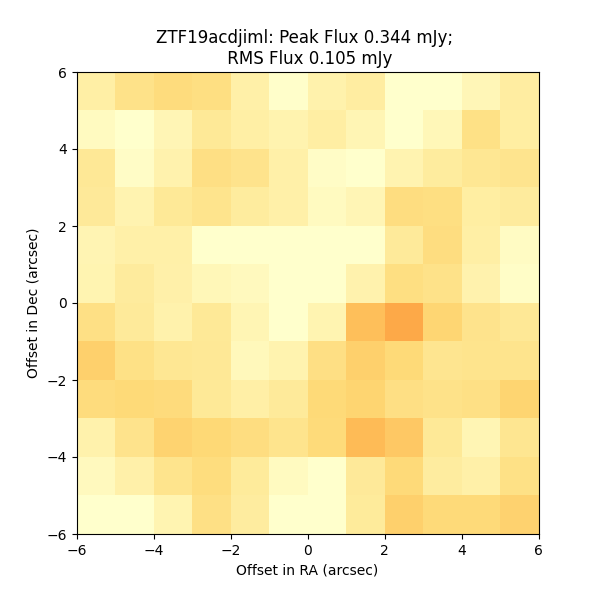 ZTF19acdjiml: Peak Flux 0.344 mJy;
RMS Flux 0.105 mJy
6
4
2
0
−2
−4
−6
Offset in Dec (arcsec)
−6 −4 −2 0 2 4 6
Offset in RA (arcsec)